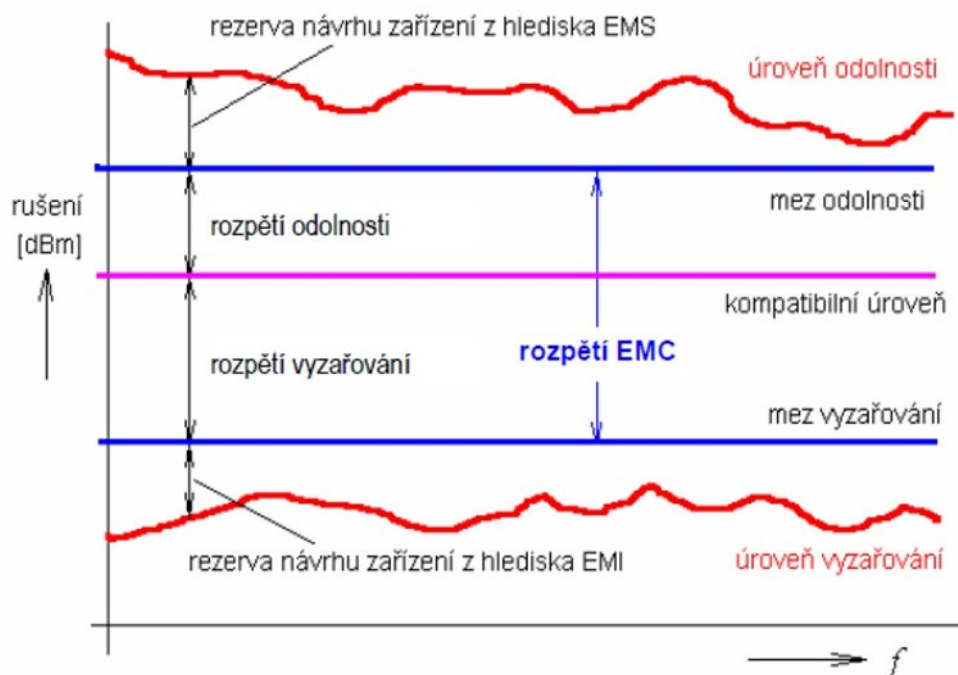 rezerva návrhu zařízení z hlediska EMS
úroveň odolnosti
mez odolnosti
rušení
[dBm]
rozpětí odolnosti
kompatibilní úroveň
rozpětí EMC
rozpětí vyzařování
mez vyzařování
rezerva návrhu zařízení z hlediska EMI
úroveň vyzařování
f